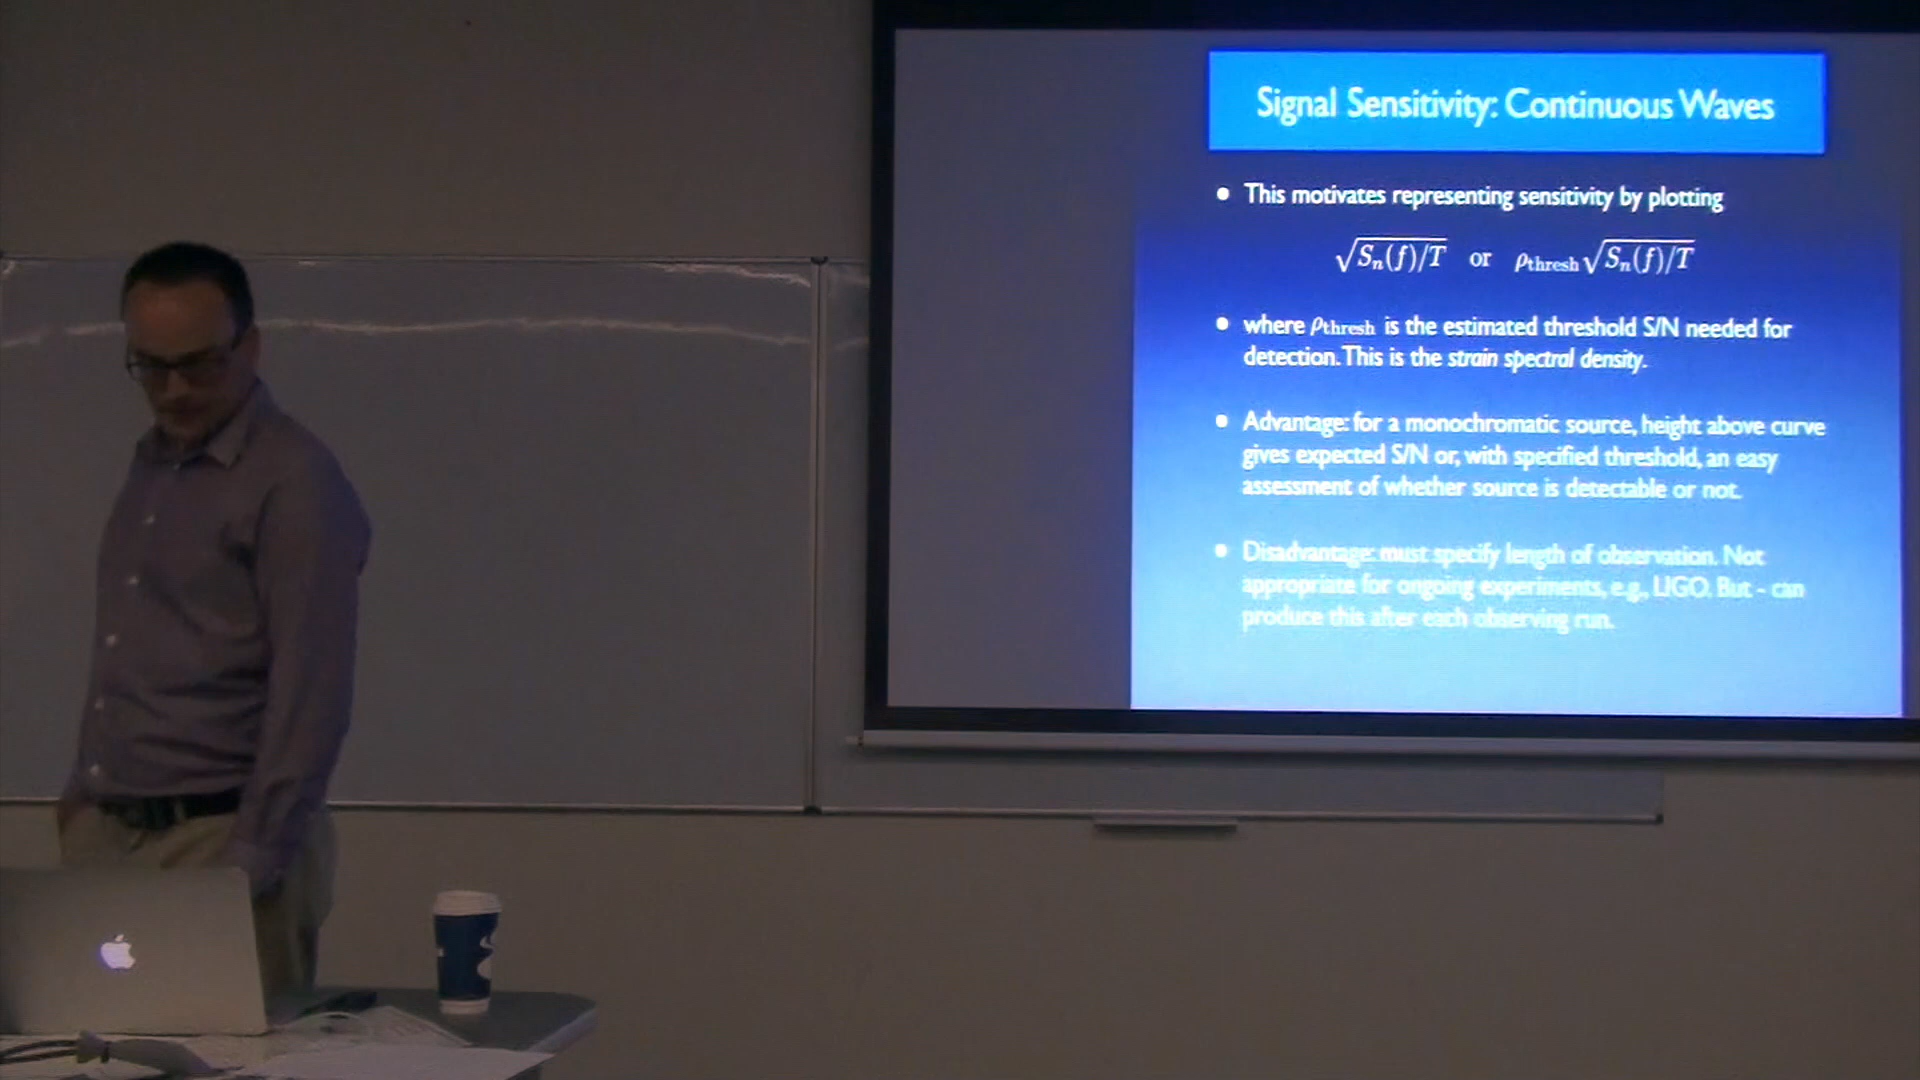 Signal Sensitivity: Continuous Waves
• This motivates representing sensitivity by plotting
√Sₙ(f)/T or ρthresh√Sₙ(f)/T
• where ρthresh is the estimated threshold S/N needed for
detection. This is the strain spectral density.
• Advantage: for a monochromatic source, height above curve
gives expected S/N or, with specified threshold, an easy
assessment of whether source is detectable or not.
• Disadvantage: must specify length of observation. Not
appropriate for ongoing experiments, e.g., LIGO. But - can
produce this after each observing run.